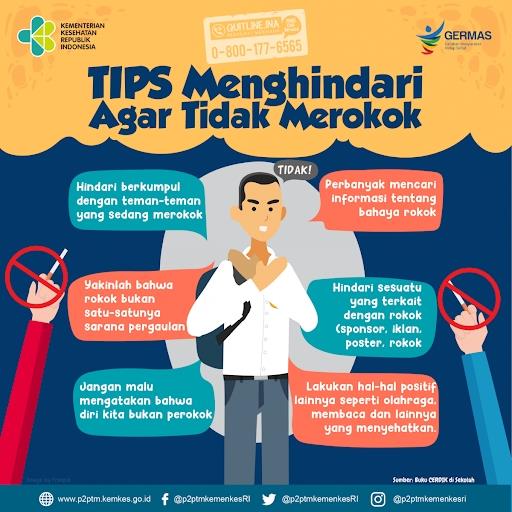 KEMENTERIAN
KESEHATAN
REPUBLIK
INDONESIA
QUITLINE.INA
0-800-177-6565
GERMAS
TIPS Menghindari
Agar Tidak Merokok
TIDAK!
Hindari berkumpul
dengan teman-teman
yang sedang merokok
Perbanyak mencari
informasi tentang
bahaya rokok
Yakinlah bahwa
rokok bukan
satu-satunya
sarana pergaulan
Hindari sesuatu
yang terkait
dengan rokok
(sponsor, iklan,
poster, rokok
Jangan malu
mengatakan bahwa
diri kita bukan perokok
Lakukan hal-hal positif
lainnya seperti olahraga,
membaca dan lainnya
yang menyehatkan.
Image by Freepik
Sumber: Buku CERDIK di Sekolah
www.p2ptm.kemkes.go.id
@p2ptmkemenkesRI
@p2ptmkemenkesRI
@p2ptmkemenkesri